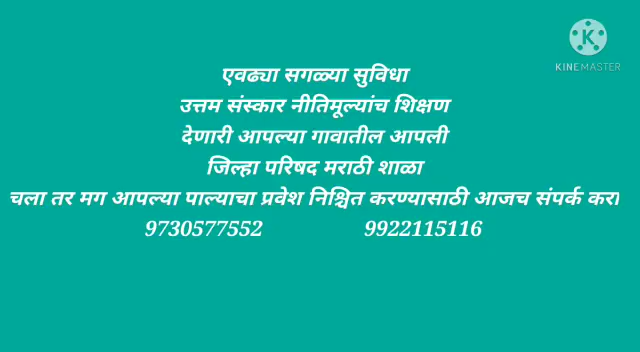 KINEMASTER
एवढ्या सगळ्या सुविधा
उत्तम संस्कार नीतिमूल्यांच शिक्षण
देणारी आपल्या गावातील आपली
जिल्हा परिषद मराठी शाळा
चला तर मग आपल्या पाल्याचा प्रवेश निश्चित करण्यासाठी आजच संपर्क करा
9730577552 9922115116